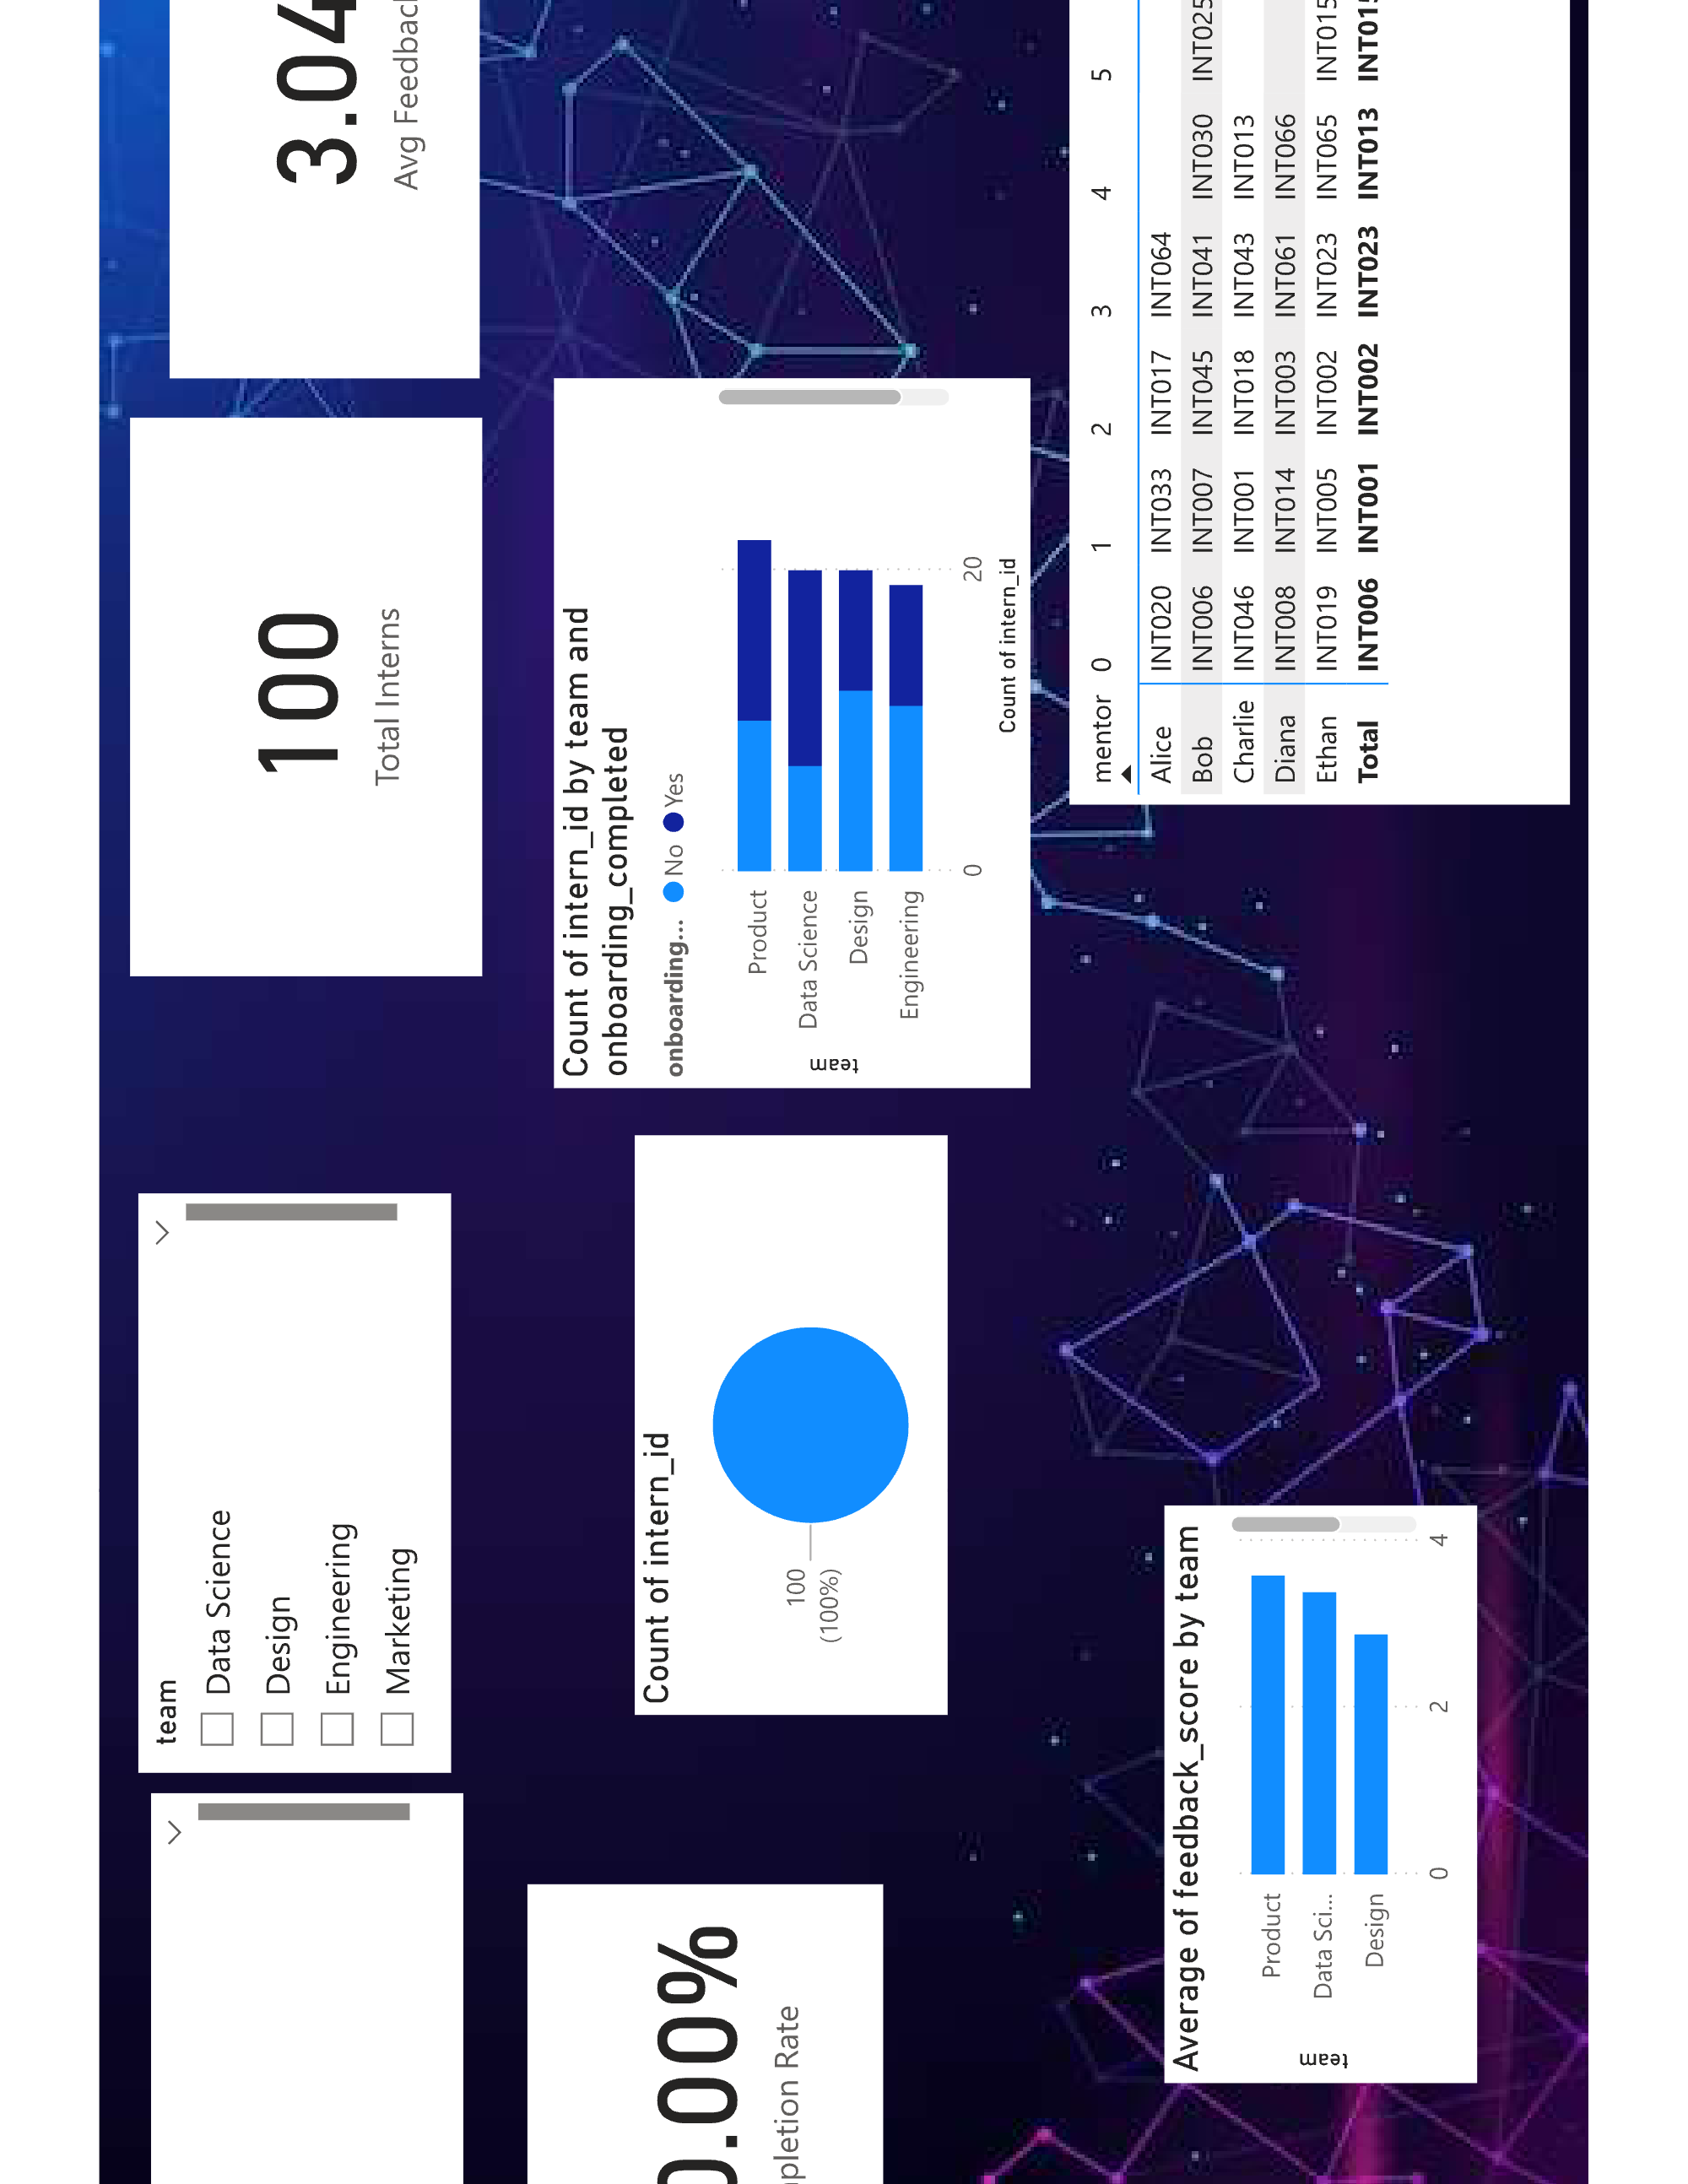 team
Data Science
Design
Engineering
Marketing
100
Total Interns
3.04
Avg Feedbac
0.00%
pletion Rate
Count of intern_id
100
(100%)
Count of intern_id by team and
onboarding_completed
onboarding... No Yes
team
Product
Data Science
Design
Engineering
0 20
Count of intern_id
Average of feedback_score by team
team
Product
Data Sci...
Design
0 2 4
mentor 0 1 2 3 4 5
Alice INT020 INT033 INT017 INT064
Bob INT006 INT007 INT045 INT041 INT030 INT025
Charlie INT046 INT001 INT018 INT043 INT013
Diana INT008 INT014 INT003 INT061 INT066
Ethan INT019 INT005 INT002 INT023 INT065 INT015
Total INT006 INT001 INT002 INT023 INT013 INT015